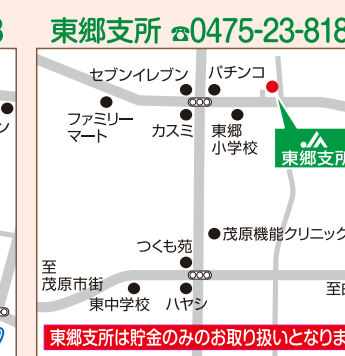 東郷支所 ☎0475-23-818
セブンイレブン
パチンコ
ファミリー
マート
カスミ
東郷
小学校
JA
東郷支所
茂原機能クリニック
つくも苑
至
茂原市街
東中学校
ハヤシ
東郷支所は貯金のみのお取り扱いとなりま